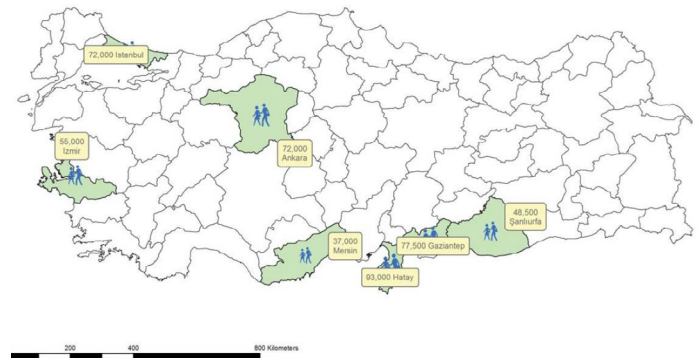 72,000 Istanbul
55,000
Izmir
72,000
Ankara
48,500
Şanlıurfa
37,000
Mersin
77,500 Gaziantep
93,000 Hatay
200 400 800 Kilometers